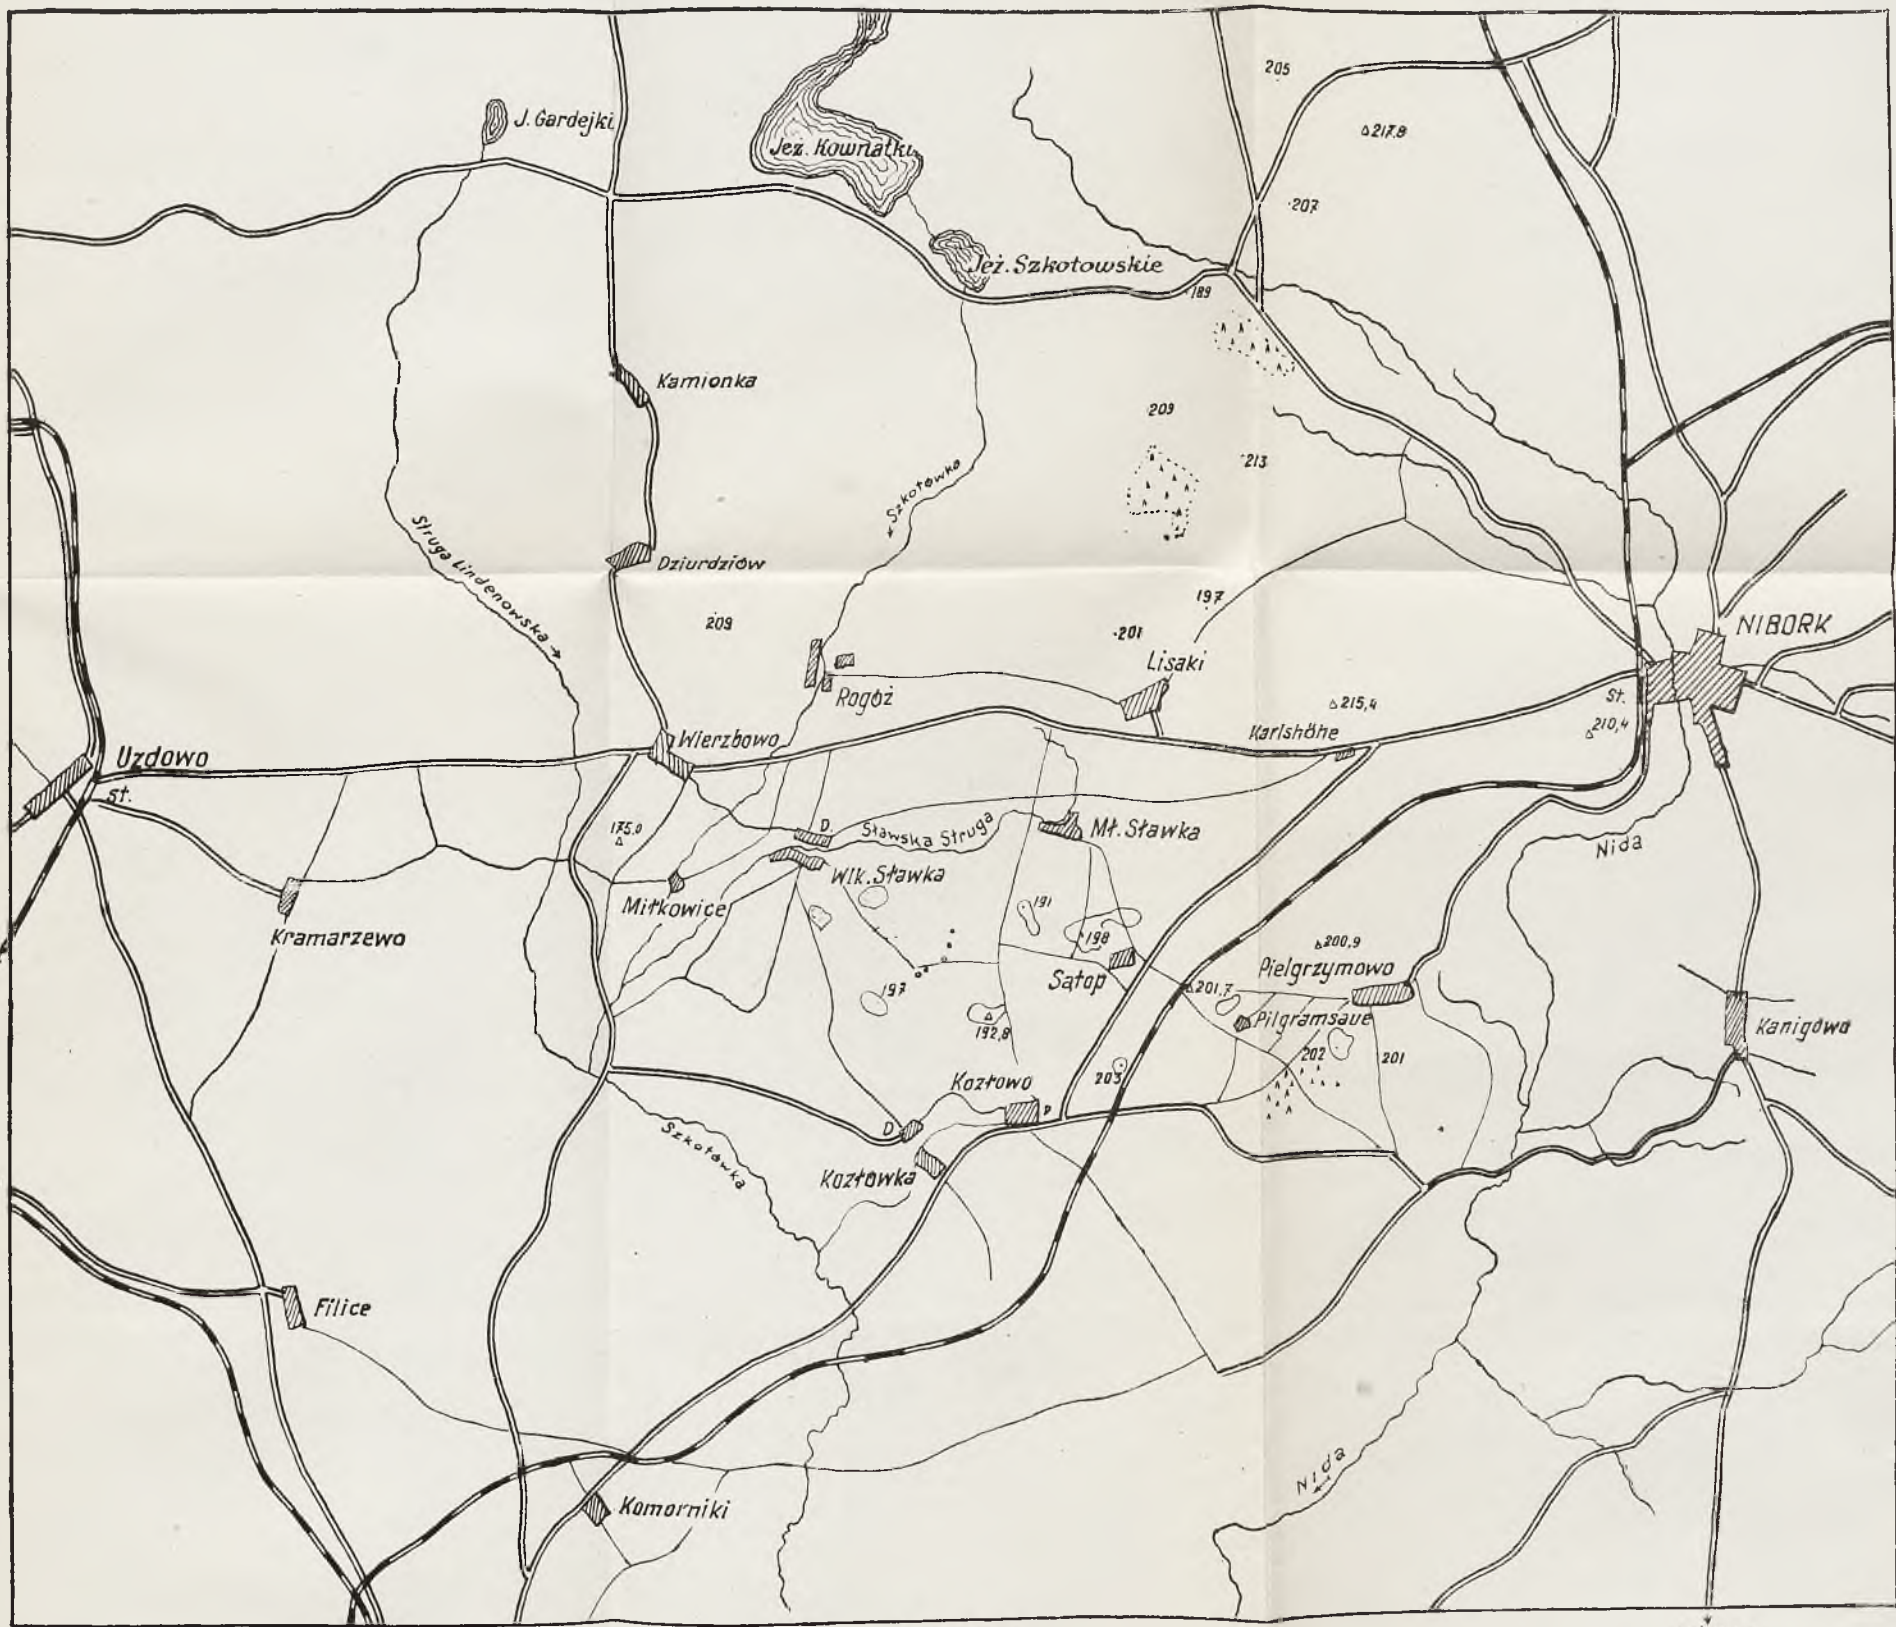 205
J. Gardejki
217.8
Jeż. Kownatki
207
Jeż. Szkotowskie
189
Kamionka
209
213
Szkotówka
Struga Lindenowska
Dziurdziów
197
209
201
NIBORK
Lisaki
Rogóż
St.
215,4
210,4
Karlshöhe
Wierzbowo
Uzdowo
St.
175.0
D.
Sławska Struga
Mł. Sławka
Nida
Wlk. Sławka
Miłkowice
191
198
Kramarzewo
200,9
Pielgrzymowo
Sątop
197
201,7
Pilgramsaue
192,8
Kanigowo
202
201
203
Kozłowo
D
D
Szkotówka
Kozłówka
Filice
Nida
Komorniki